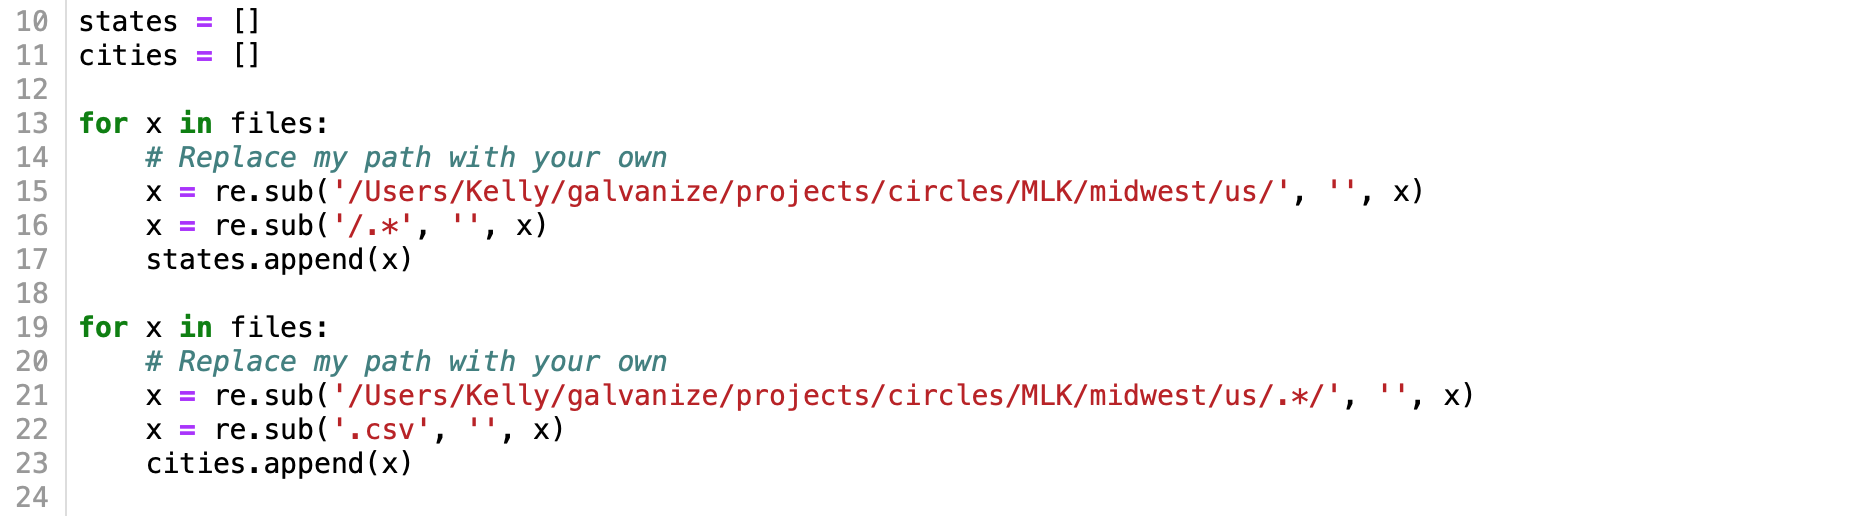 10 states = []
11 cities = []
12
13 for x in files:
14     # Replace my path with your own
15     x = re.sub('/Users/Kelly/galvanize/projects/circles/MLK/midwest/us/', '', x)
16     x = re.sub('/.*', '', x)
17     states.append(x)
18
19 for x in files:
20     # Replace my path with your own
21     x = re.sub('/Users/Kelly/galvanize/projects/circles/MLK/midwest/us/.*/', '', x)
22     x = re.sub('.csv', '', x)
23     cities.append(x)
24